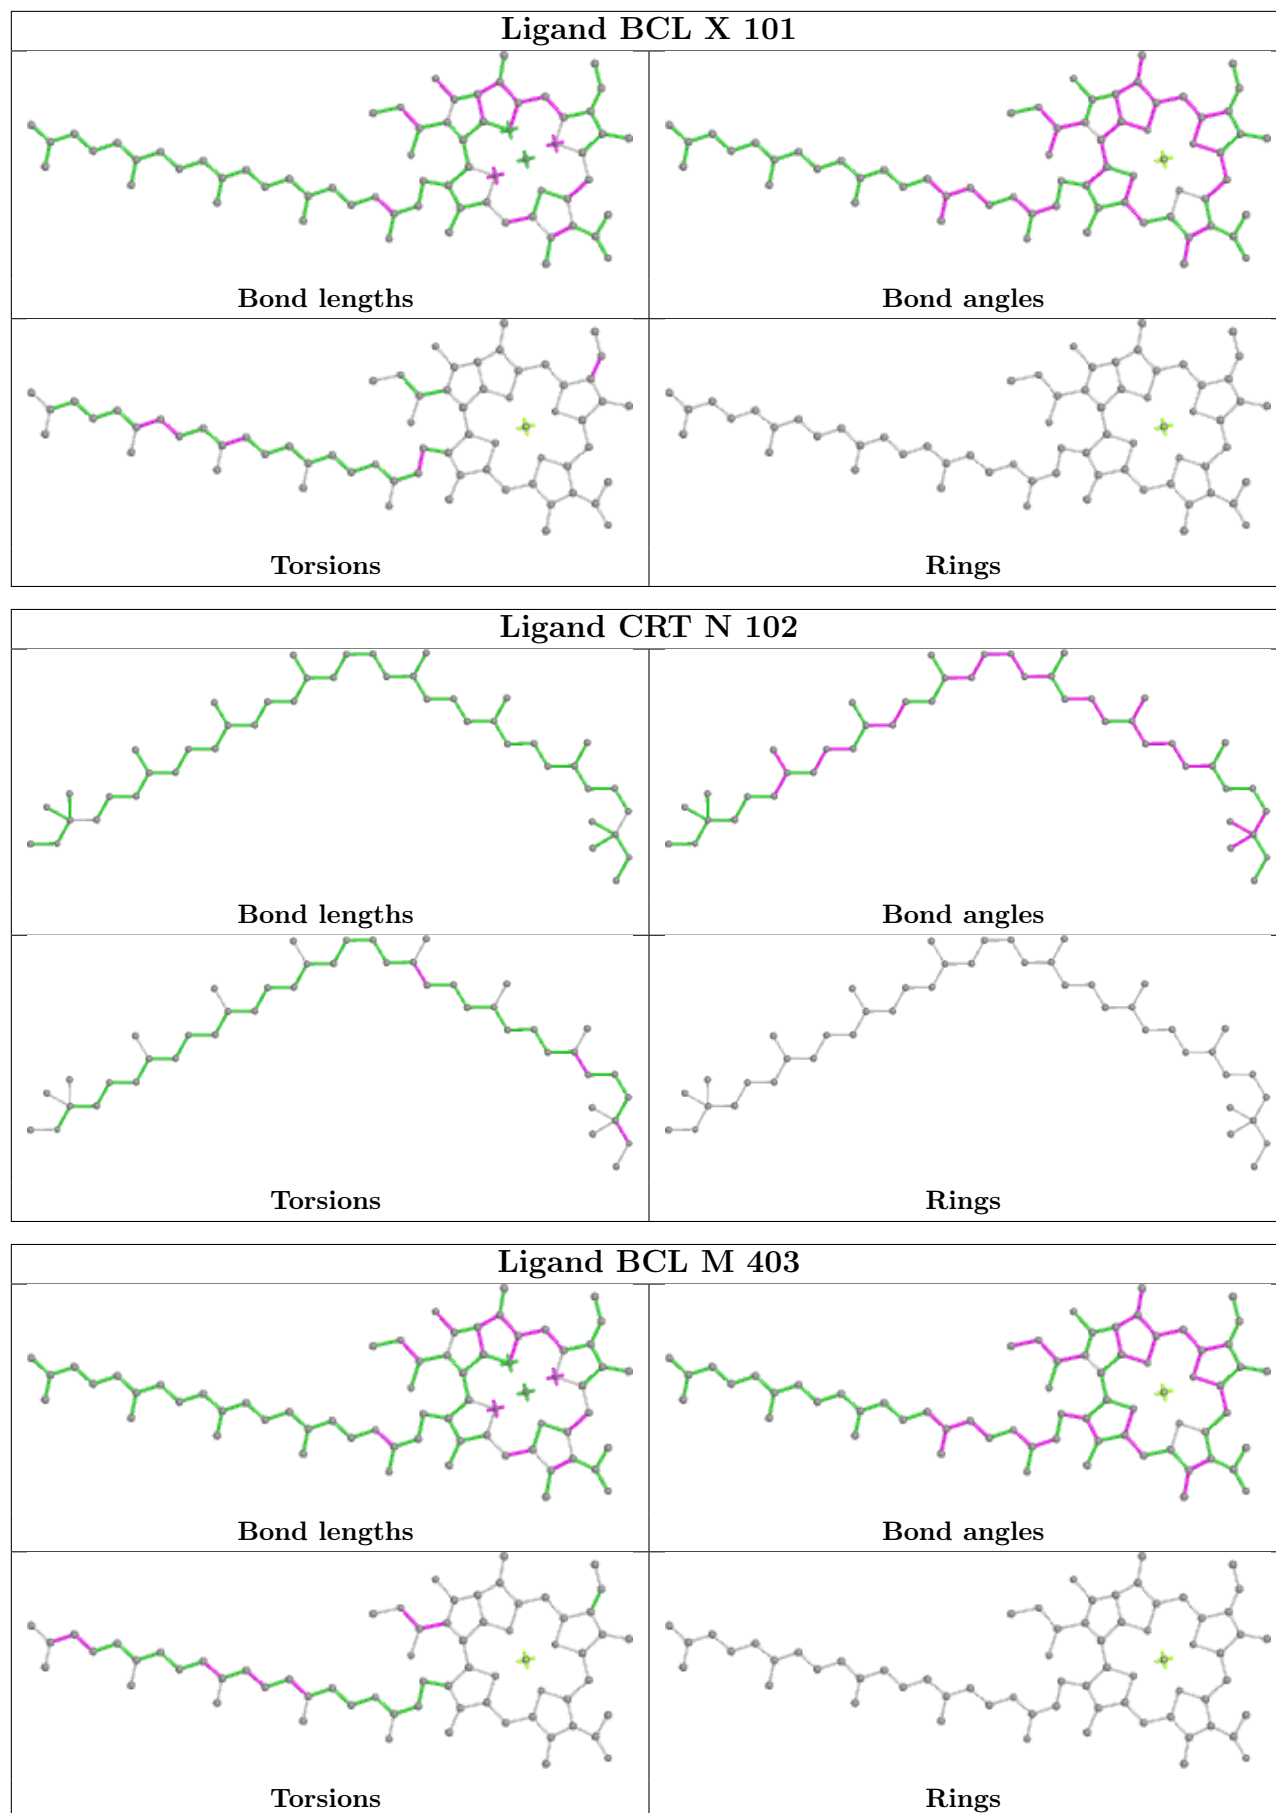 Ligand BCL X 101
Bond lengths
Bond angles
Torsions
Rings
Ligand CRT N 102
Bond lengths
Bond angles
Torsions
Rings
Ligand BCL M 403
Bond lengths
Bond angles
Torsions
Rings